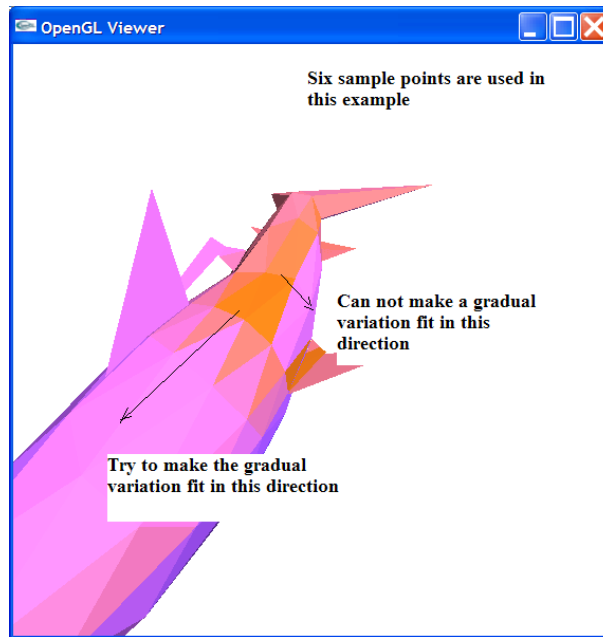 OpenGL Viewer
Six sample points are used in
this example
Can not make a gradual
variation fit in this
direction
Try to make the gradual
variation fit in this direction